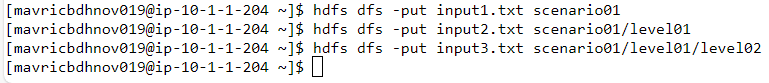 [mavricbdhnov019@ip-10-1-1-204 ~]$ hdfs dfs -put input1.txt scenario01
[mavricbdhnov019@ip-10-1-1-204 ~]$ hdfs dfs -put input2.txt scenario01/level01
[mavricbdhnov019@ip-10-1-1-204 ~]$ hdfs dfs -put input3.txt scenario01/level01/level02
[mavricbdhnov019@ip-10-1-1-204 ~]$